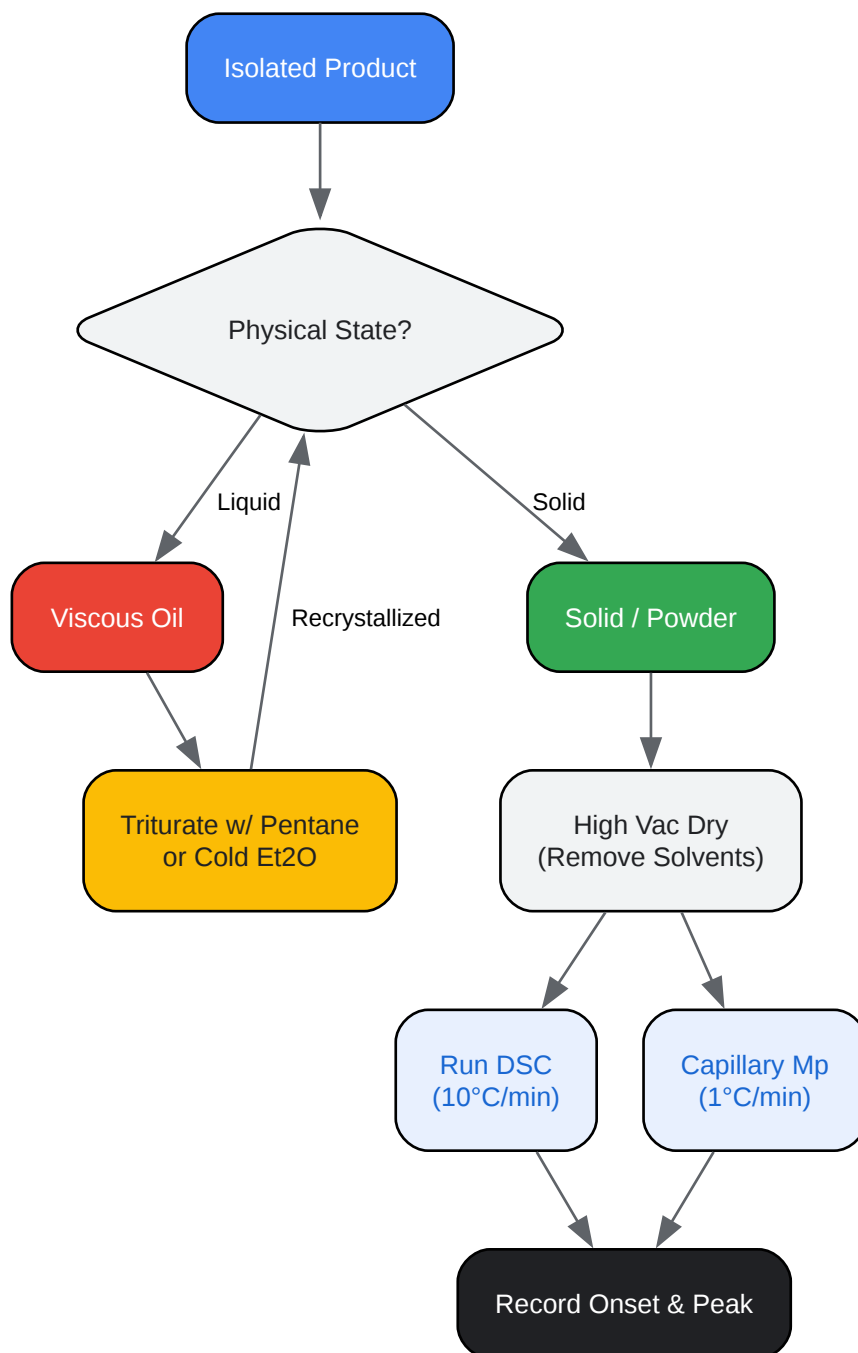 Isolated Product
Physical State?
Liquid
Solid
Viscous Oil
Recrystallized
Solid / Powder
Triturate w/ Pentane
or Cold Et2O
High Vac Dry
(Remove Solvents)
Run DSC
(10°C/min)
Capillary Mp
(1°C/min)
Record Onset & Peak